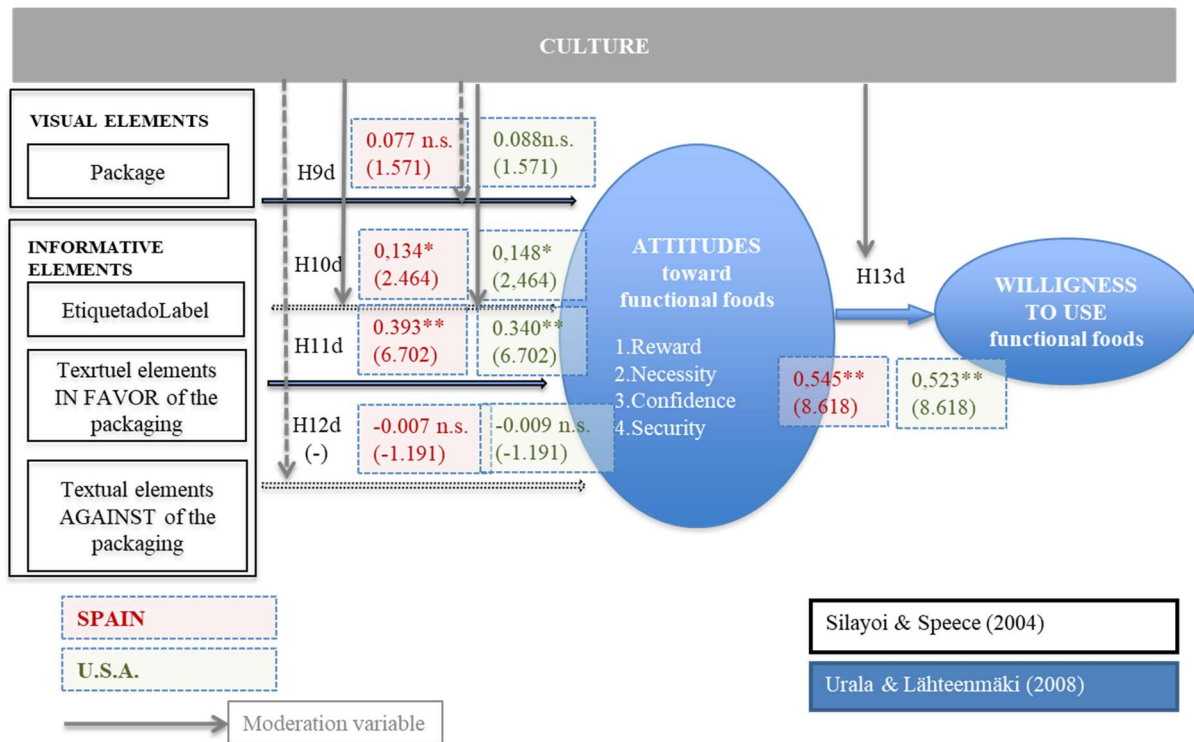 CULTURE
VISUAL ELEMENTS
Package
H9d
0.077 n.s.
(1.571)
0.088n.s.
(1.571)
INFORMATIVE
ELEMENTS
EtiquetadoLabel
Texrtuel elements
IN FAVOR of the
packaging
Textual elements
AGAINST of the
packaging
H10d
0,134*
(2.464)
0,148*
(2.464)
H11d
0.393**
(6.702)
0.340**
(6.702)
H12d
(-)
-0.007 n.s.
(-1.191)
-0.009 n.s.
(-1.191)
ATTITUDES
toward
functional foods
1.Reward
2.Necessity
3.Confidence
4.Security
H13d
0,545**
(8.618)
0,523**
(8.618)
WILLIGNESS
TO USE
functional foods
SPAIN
U.S.A.
Moderation variable
Silayoi & Speece (2004)
Urala & Lähteenmäki (2008)